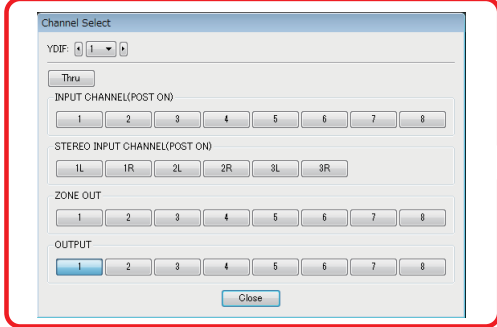 Channel Select
YDIF: 1
Thru
INPUT CHANNEL(POST ON)
1 2 3 4 5 6 7 8
STEREO INPUT CHANNEL(POST ON)
1L 1R 2L 2R 3L 3R
ZONE OUT
1 2 3 4 5 6 7 8
OUTPUT
1 2 3 4 5 6 7 8
Close